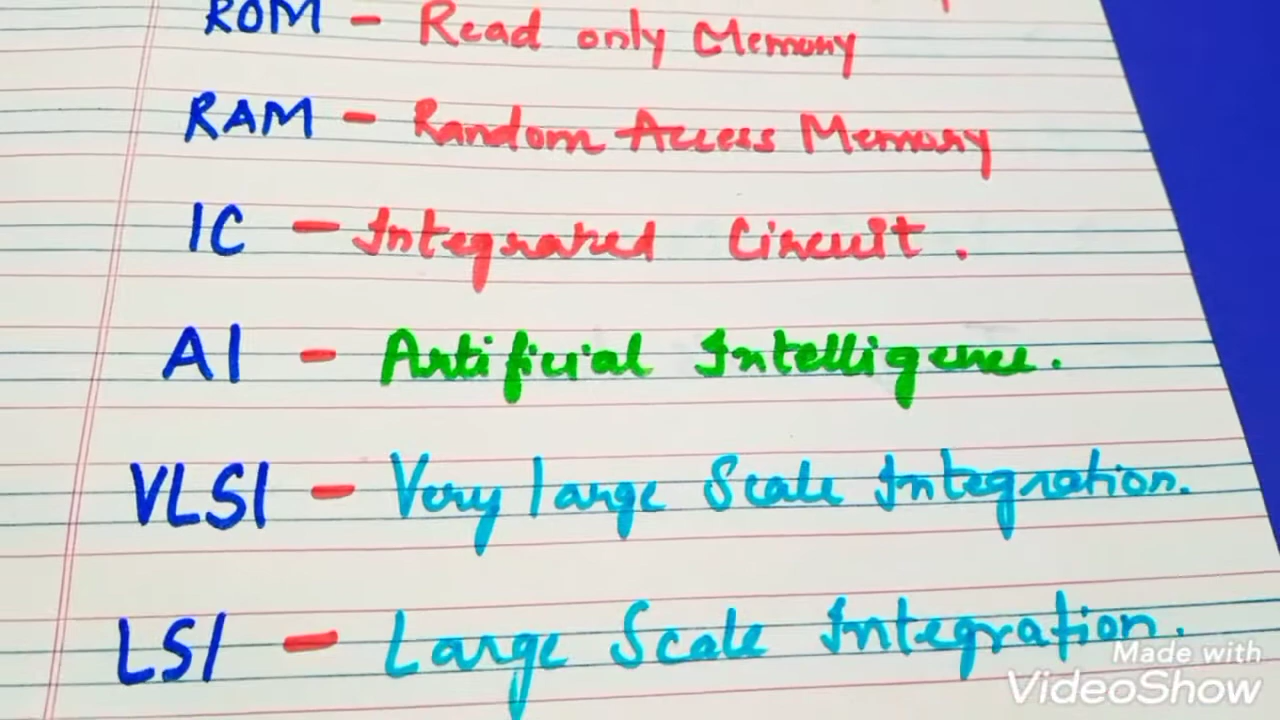 ROM - Read only Memory
RAM - Random Access Memory
IC - Integrated Circuit.
AI - Artificial Intelligence.
VLSI - Very large Scale Integration.
LSI - Large Scale Integration.
Made with
VideoShow